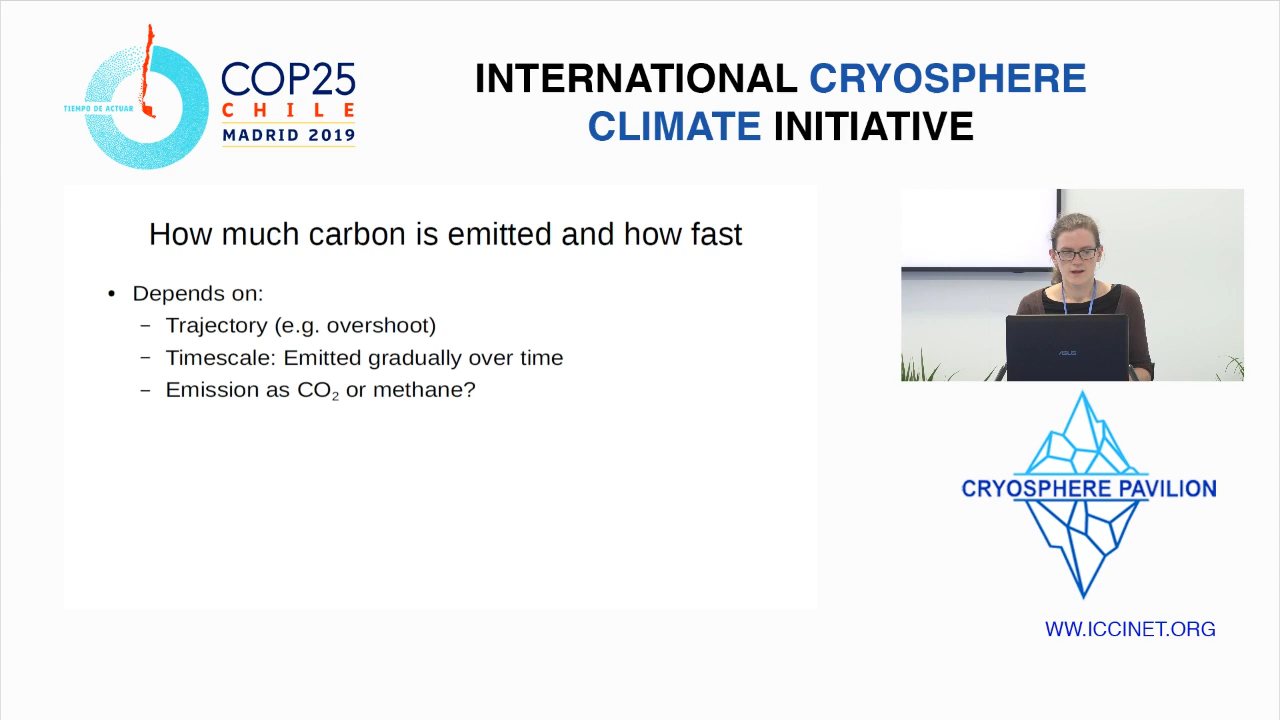 TIEMPO DE ACTUAR
COP25
CHILE
MADRID 2019
INTERNATIONAL CRYOSPHERE
CLIMATE INITIATIVE
How much carbon is emitted and how fast
• Depends on:
– Trajectory (e.g. overshoot)
– Timescale: Emitted gradually over time
– Emission as CO₂ or methane?
ASUS
CRYOSPHERE PAVILION
WW.ICCINET.ORG